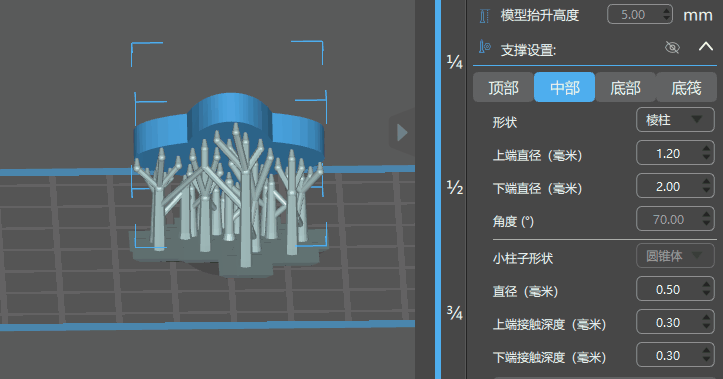 模型抬升高度 5.00 mm
支撑设置:
¼
顶部 中部 底部 底筏
形状 棱柱
上端直径（毫米） 1.20
½
下端直径（毫米） 2.00
角度 (°) 70.00
小柱子形状 圆锥体
直径（毫米） 0.50
¾
上端接触深度（毫米） 0.30
下端接触深度（毫米） 0.30